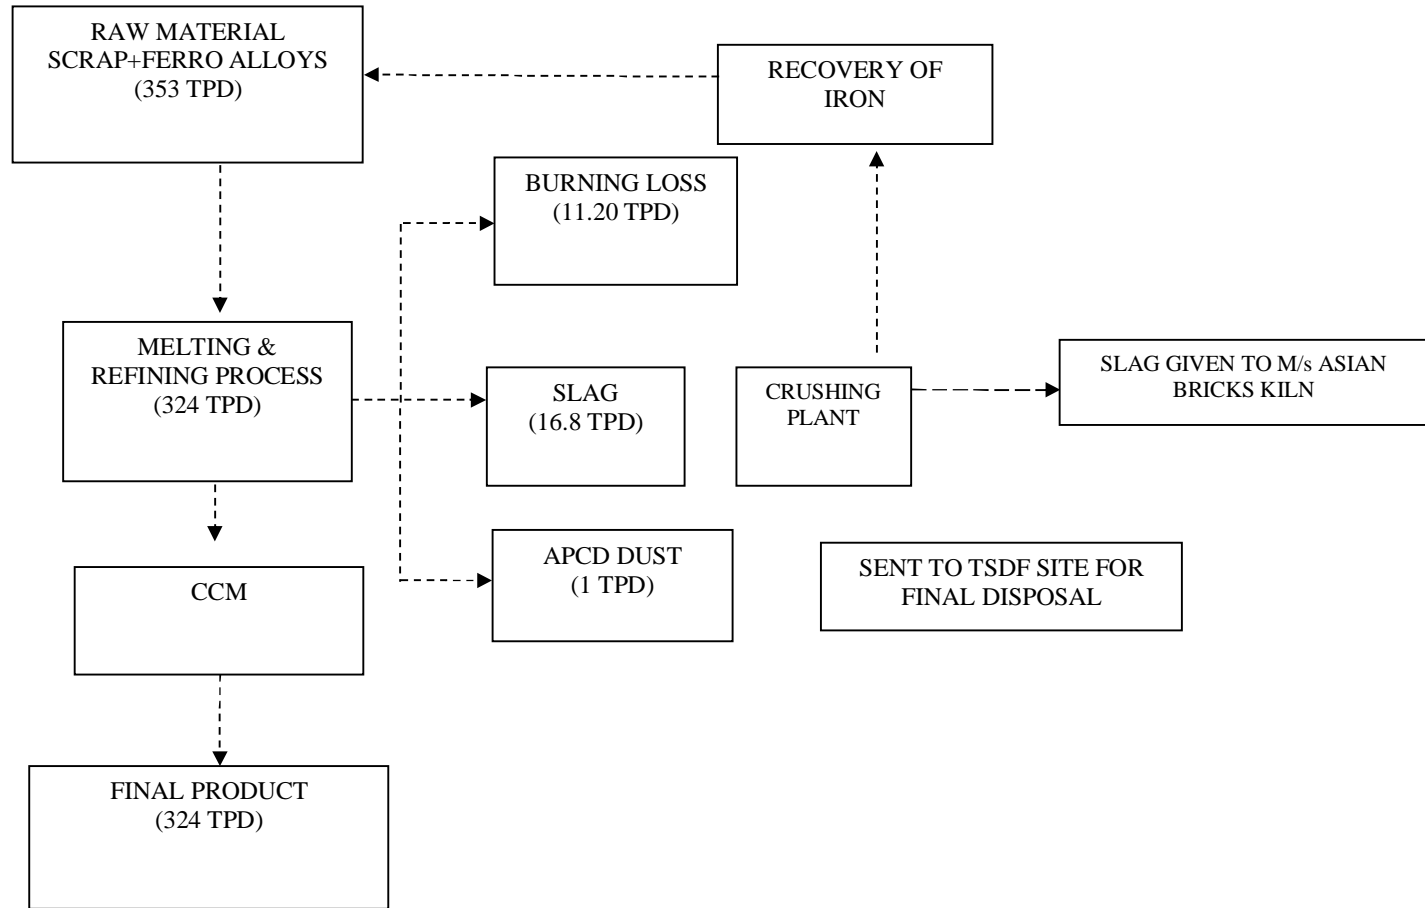 RAW MATERIAL
SCRAP+FERRO ALLOYS
(353 TPD)
RECOVERY OF
IRON
BURNING LOSS
(11.20 TPD)
MELTING &
REFINING PROCESS
(324 TPD)
SLAG
(16.8 TPD)
CRUSHING
PLANT
SLAG GIVEN TO M/s ASIAN
BRICKS KILN
APCD DUST
(1 TPD)
SENT TO TSDF SITE FOR
FINAL DISPOSAL
CCM
FINAL PRODUCT
(324 TPD)